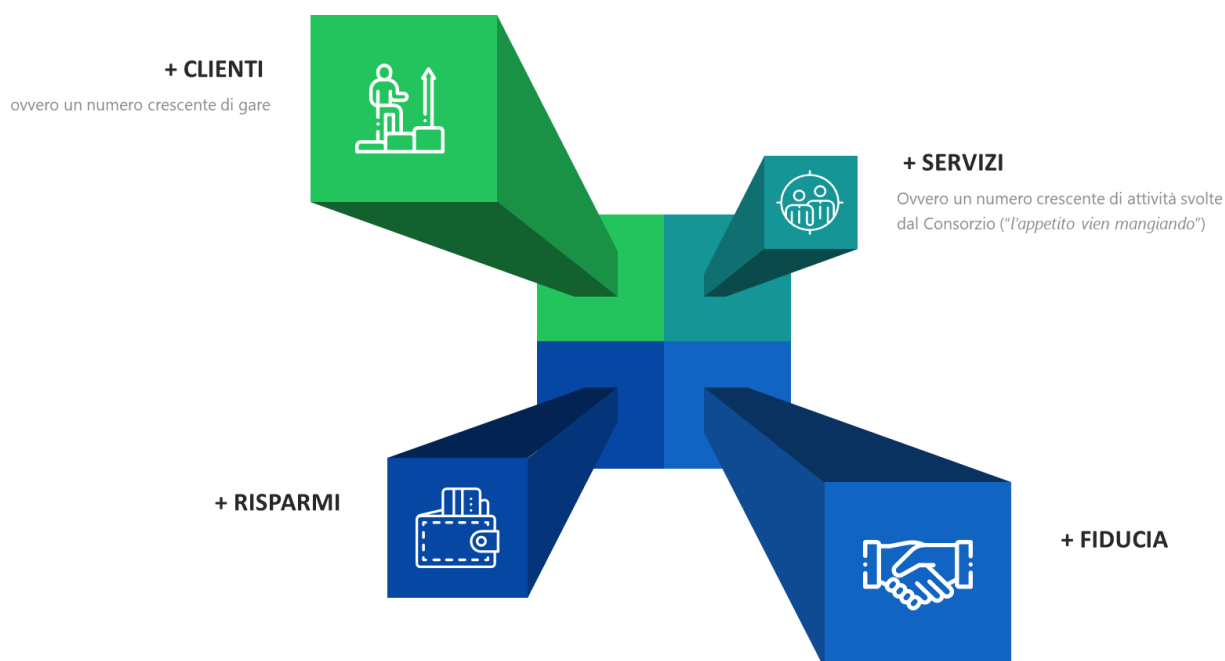 + CLIENTI
ovvero un numero crescente di gare
+ SERVIZI
Ovvero un numero crescente di attività svolte
dal Consorzio ("l'appetito vien mangiando")
+ RISPARMI
+ FIDUCIA